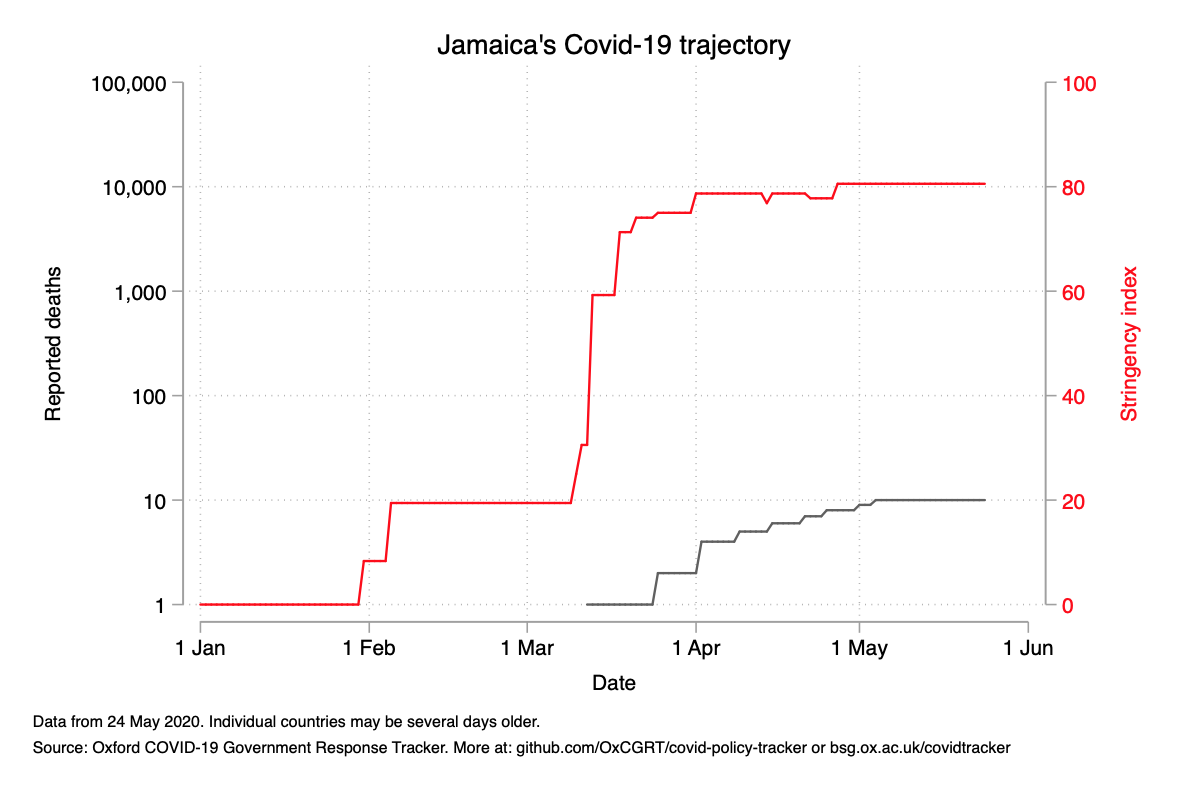 Jamaica's Covid-19 trajectory
100,000
10,000
1,000
100
10
1
Reported deaths
100
80
60
40
20
0
Stringency index
1 Jan
1 Feb
1 Mar
1 Apr
1 May
1 Jun
Date
Data from 24 May 2020. Individual countries may be several days older.
Source: Oxford COVID-19 Government Response Tracker. More at: github.com/OxCGRT/covid-policy-tracker or bsg.ox.ac.uk/covidtracker